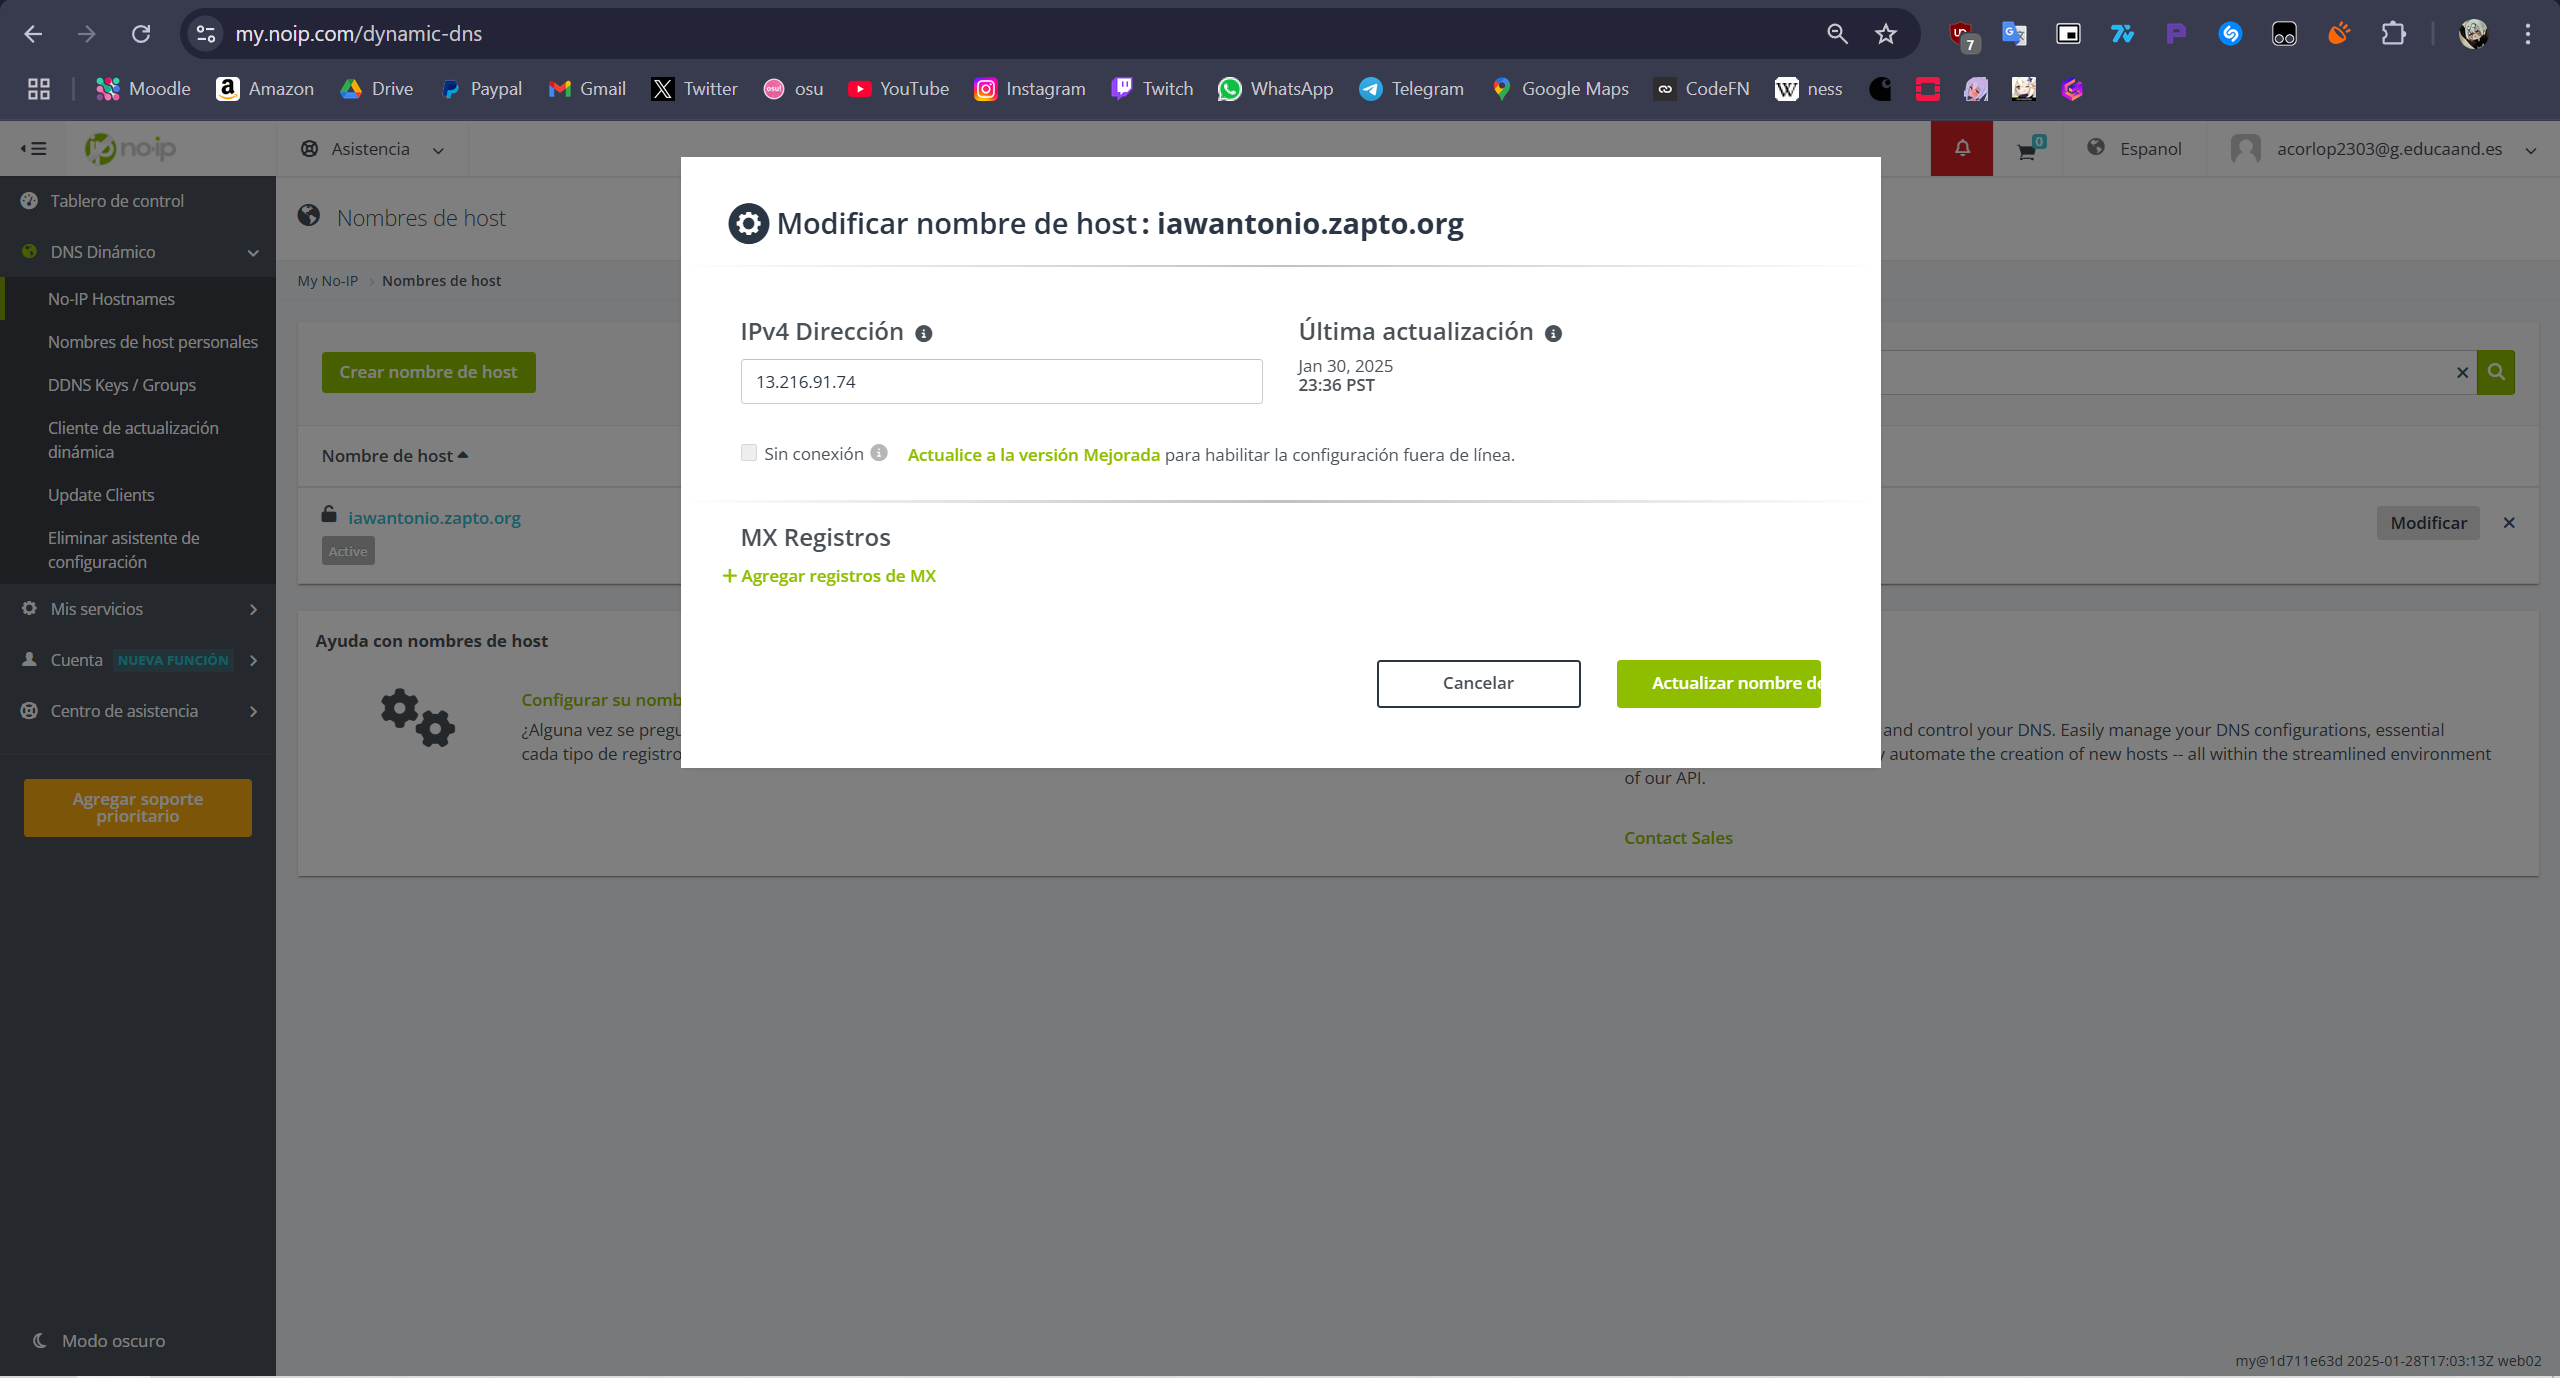 my.noip.com/dynamic-dns
7
Moodle
Amazon
Drive
Paypal
Gmail
Twitter
osu!
osu
YouTube
Instagram
Twitch
WhatsApp
Telegram
Google Maps
CodeFN
W
ness
no-ip
Asistencia
0
Espanol
acorlop2303@g.educaand.es
Tablero de control
DNS Dinámico
No-IP Hostnames
Nombres de host personales
DDNS Keys / Groups
Cliente de actualización
dinámica
Update Clients
Eliminar asistente de
configuración
Mis servicios
Cuenta NUEVA FUNCIÓN
Centro de asistencia
Agregar soporte
prioritario
Modo oscuro
Nombres de host
My No-IP > Nombres de host
Crear nombre de host
Nombre de host
iawantonio.zapto.org
Active
Modificar
Ayuda con nombres de host
Configurar su nomb
¿Alguna vez se pregu
cada tipo de registro
Modificar nombre de host: iawantonio.zapto.org
IPv4 Dirección
13.216.91.74
Última actualización
Jan 30, 2025
23:36 PST
Sin conexión
Actualice a la versión Mejorada para habilitar la configuración fuera de línea.
MX Registros
+ Agregar registros de MX
Cancelar
Actualizar nombre de
and control your DNS. Easily manage your DNS configurations, essential
automate the creation of new hosts -- all within the streamlined environment
of our API.
Contact Sales
my@1d711e63d 2025-01-28T17:03:13Z web02